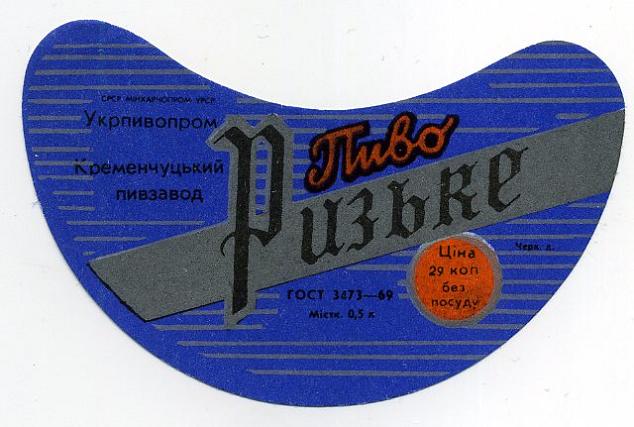 СРСР МІНХАРЧОПРОМ УРСР
Укрпивопром
Кременчуцький
пивзавод
Пиво
Ризьке
ГОСТ 3473—69
Містк. 0,5 л
Ціна
29 коп
без
посуду
Черк. д.